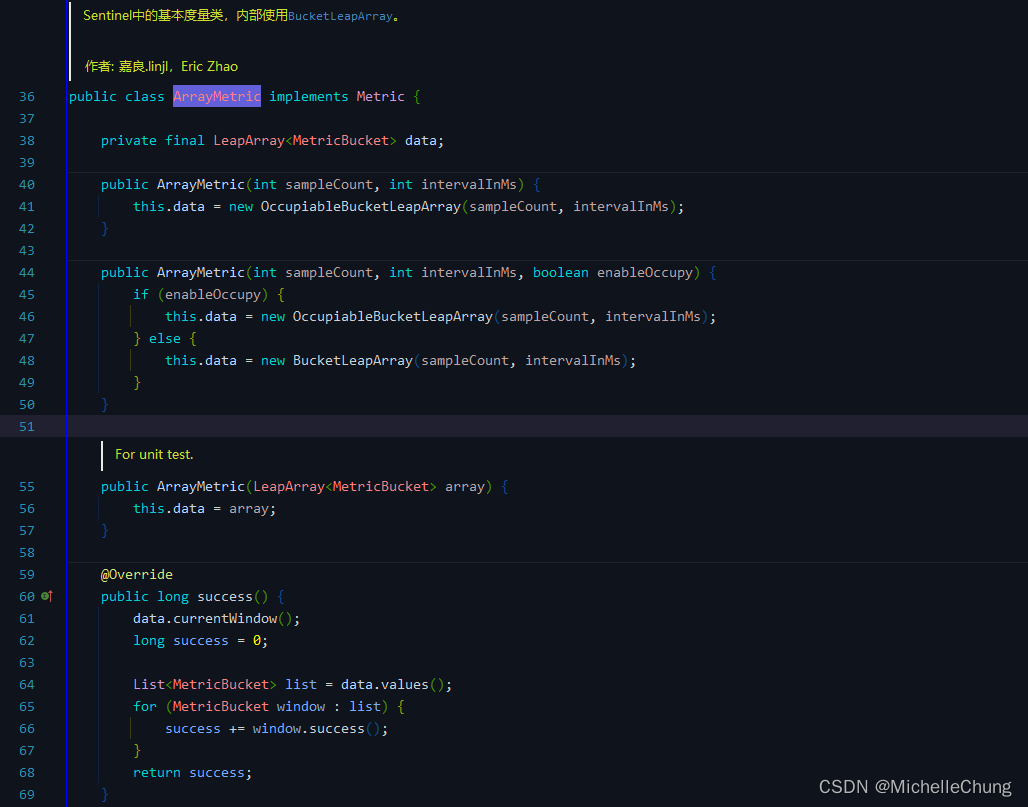 Sentinel中的基本度量类，内部使用BucketLeapArray。
作者: 嘉良.linjl，Eric Zhao
36 public class ArrayMetric implements Metric {
37
38 private final LeapArray<MetricBucket> data;
39
40 public ArrayMetric(int sampleCount, int intervalInMs) {
41 this.data = new OccupiableBucketLeapArray(sampleCount, intervalInMs);
42 }
43
44 public ArrayMetric(int sampleCount, int intervalInMs, boolean enableOccupy) {
45 if (enableOccupy) {
46 this.data = new OccupiableBucketLeapArray(sampleCount, intervalInMs);
47 } else {
48 this.data = new BucketLeapArray(sampleCount, intervalInMs);
49 }
50 }
51
For unit test.
55 public ArrayMetric(LeapArray<MetricBucket> array) {
56 this.data = array;
57 }
58
59 @Override
60 public long success() {
61 data.currentWindow();
62 long success = 0;
63
64 List<MetricBucket> list = data.values();
65 for (MetricBucket window : list) {
66 success += window.success();
67 }
68 return success;
69 }
CSDN @MichelleChung